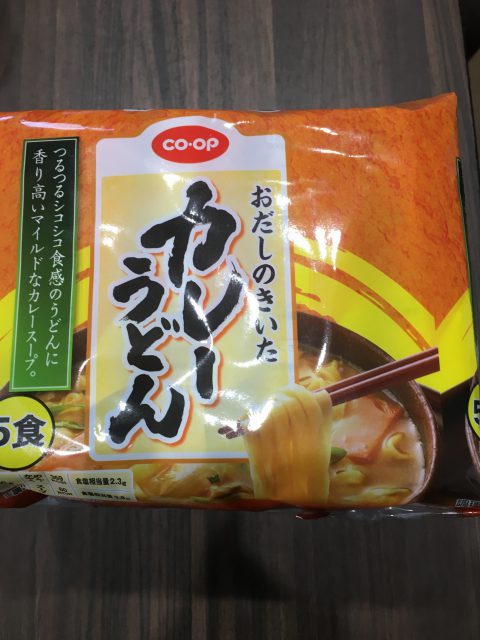 CO·OP
おだしのきいた
カレー
うどん
つるつるシコシコ食感のうどんに
香り高いマイルドなカレースープ。
5食
食塩相当量2.3g